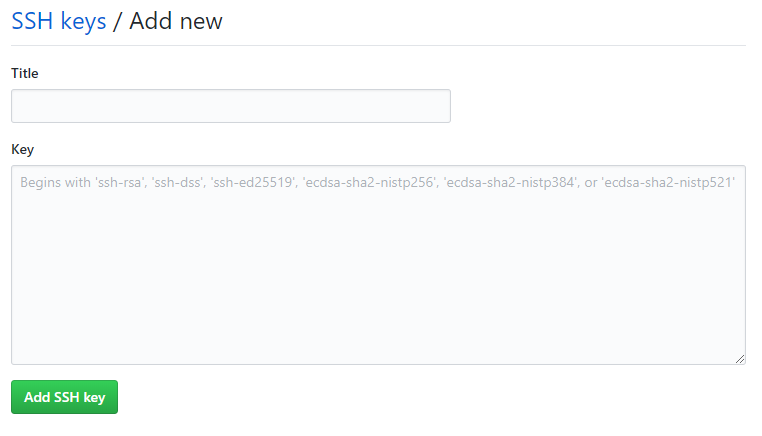 SSH keys / Add new
Title
Key
Begins with 'ssh-rsa', 'ssh-dss', 'ssh-ed25519', 'ecdsa-sha2-nistp256', 'ecdsa-sha2-nistp384', or 'ecdsa-sha2-nistp521'
Add SSH key